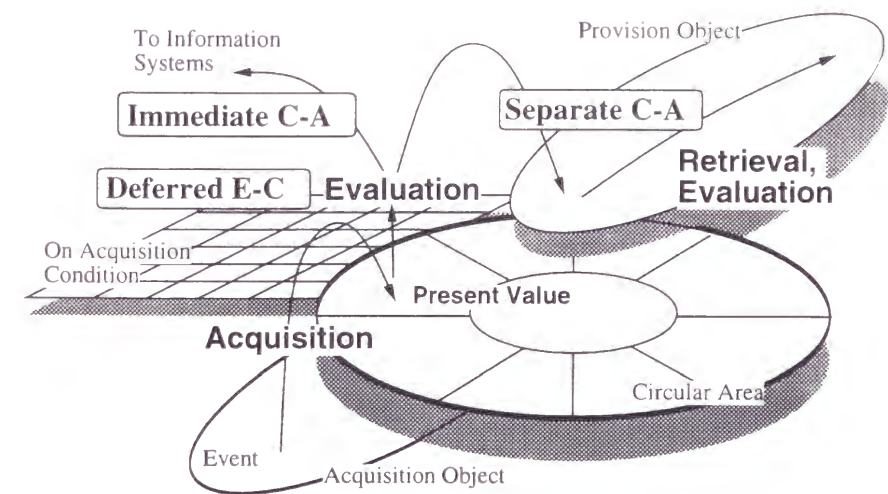 To Information
Systems
Provision Object
Immediate C-A
Separate C-A
Retrieval,
Evaluation
Deferred E-C
Evaluation
On Acquisition
Condition
Present Value
Acquisition
Circular Area
Event
Acquisition Object